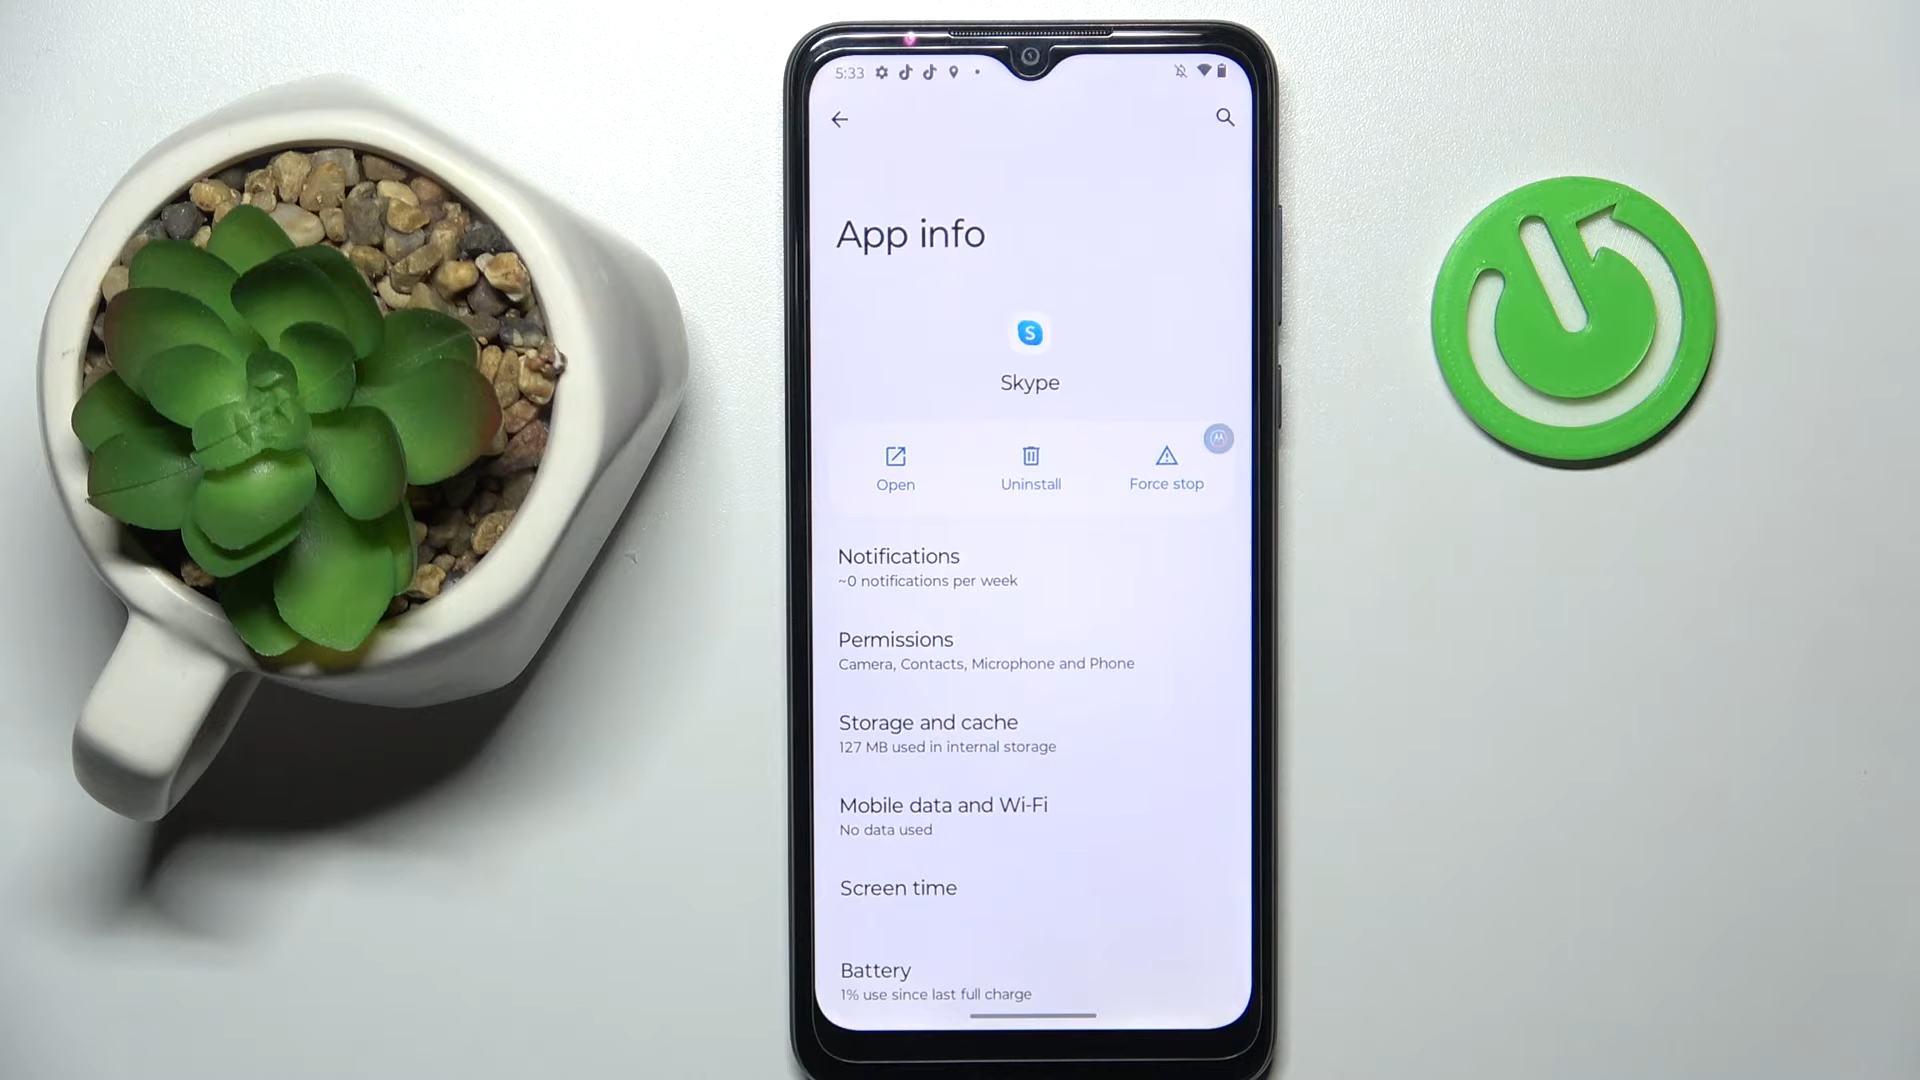 5:33
App info
S
Skype
Open
Uninstall
Force stop
Notifications
~0 notifications per week
Permissions
Camera, Contacts, Microphone and Phone
Storage and cache
127 MB used in internal storage
Mobile data and Wi-Fi
No data used
Screen time
Battery
1% use since last full charge